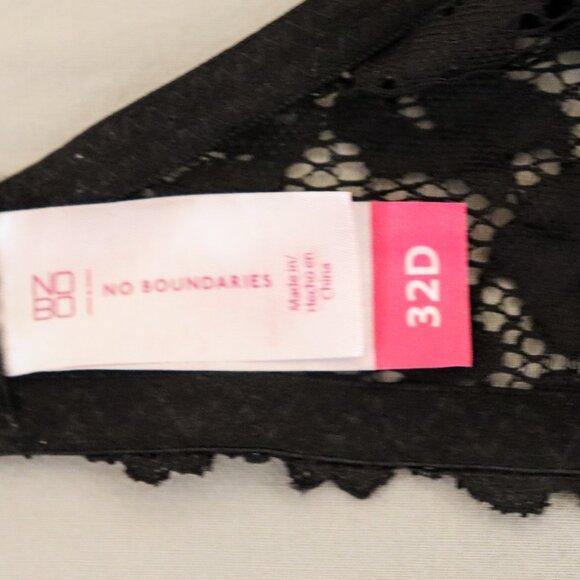 NO
BO
NO BOUNDARIES
Made in/
Hecho en
China
32D